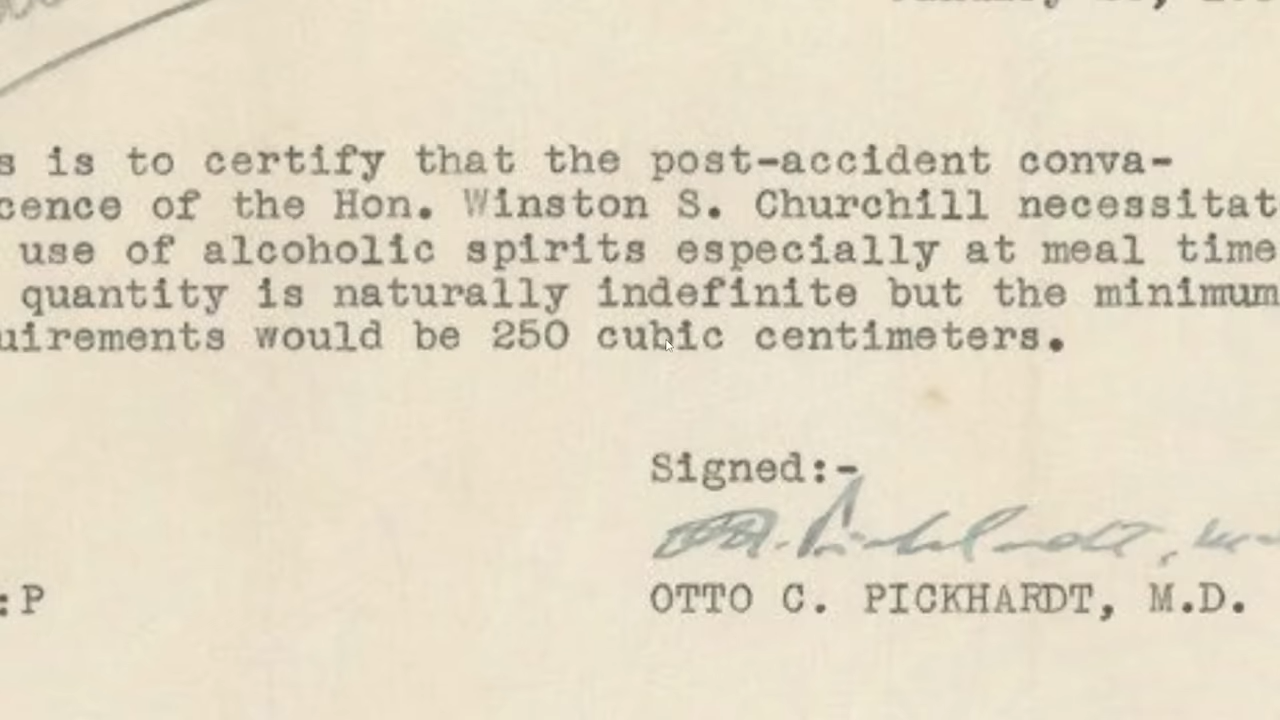 s is to certify that the post-accident conva-
cence of the Hon. Winston S. Churchill necessitat
use of alcoholic spirits especially at meal time
quantity is naturally indefinite but the minimum
uirements would be 250 cubic centimeters.
Signed:-
OTTO C. PICKHARDT, M.D.
:P